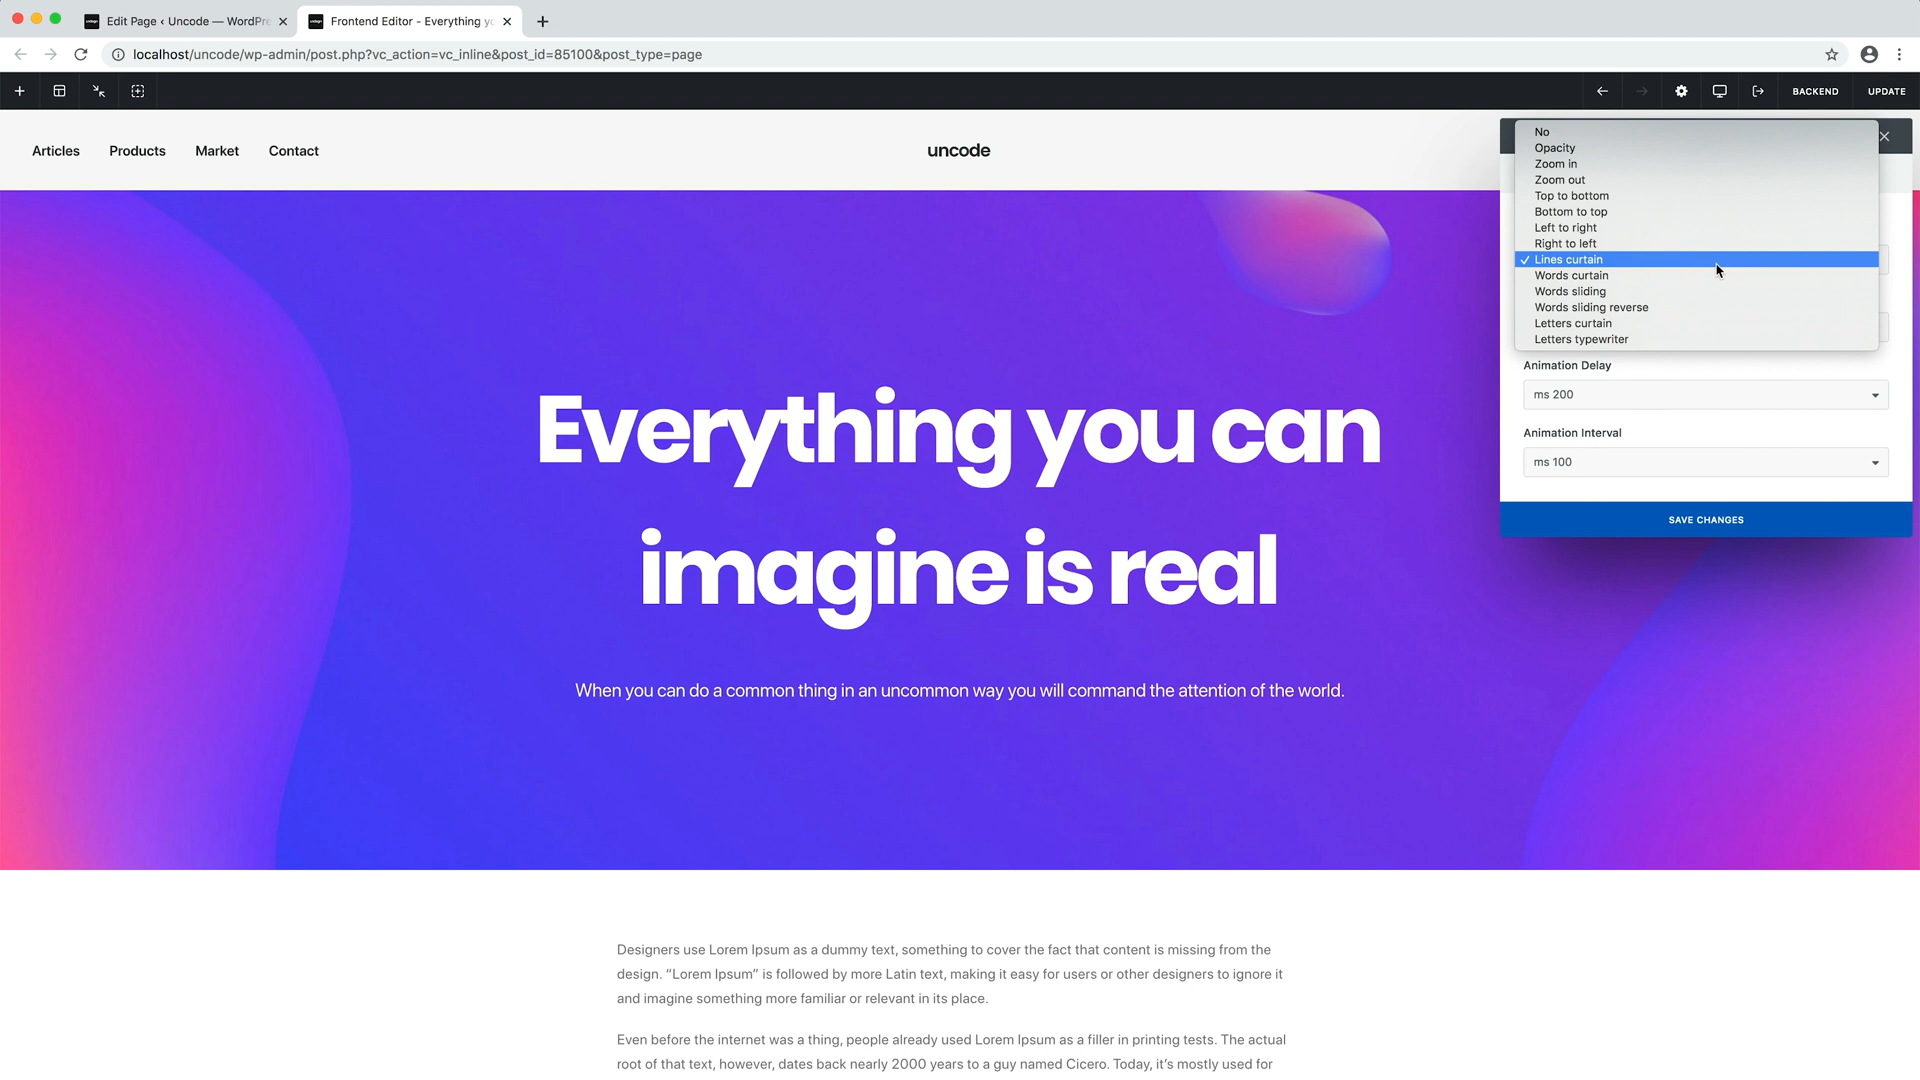 Edit Page ‹ Uncode — WordPre
Frontend Editor - Everything yo
localhost/uncode/wp-admin/post.php?vc_action=vc_inline&post_id=85100&post_type=page
BACKEND
UPDATE
Articles
Products
Market
Contact
uncode
No
Opacity
Zoom in
Zoom out
Top to bottom
Bottom to top
Left to right
Right to left
✓ Lines curtain
Words curtain
Words sliding
Words sliding reverse
Letters curtain
Letters typewriter
Animation Delay
ms 200
Animation Interval
ms 100
SAVE CHANGES
Everything you can
imagine is real
When you can do a common thing in an uncommon way you will command the attention of the world.
Designers use Lorem Ipsum as a dummy text, something to cover the fact that content is missing from the
design. “Lorem Ipsum” is followed by more Latin text, making it easy for users or other designers to ignore it
and imagine something more familiar or relevant in its place.
Even before the internet was a thing, people already used Lorem Ipsum as a filler in printing tests. The actual
root of that text, however, dates back nearly 2000 years to a guy named Cicero. Today, it’s mostly used for